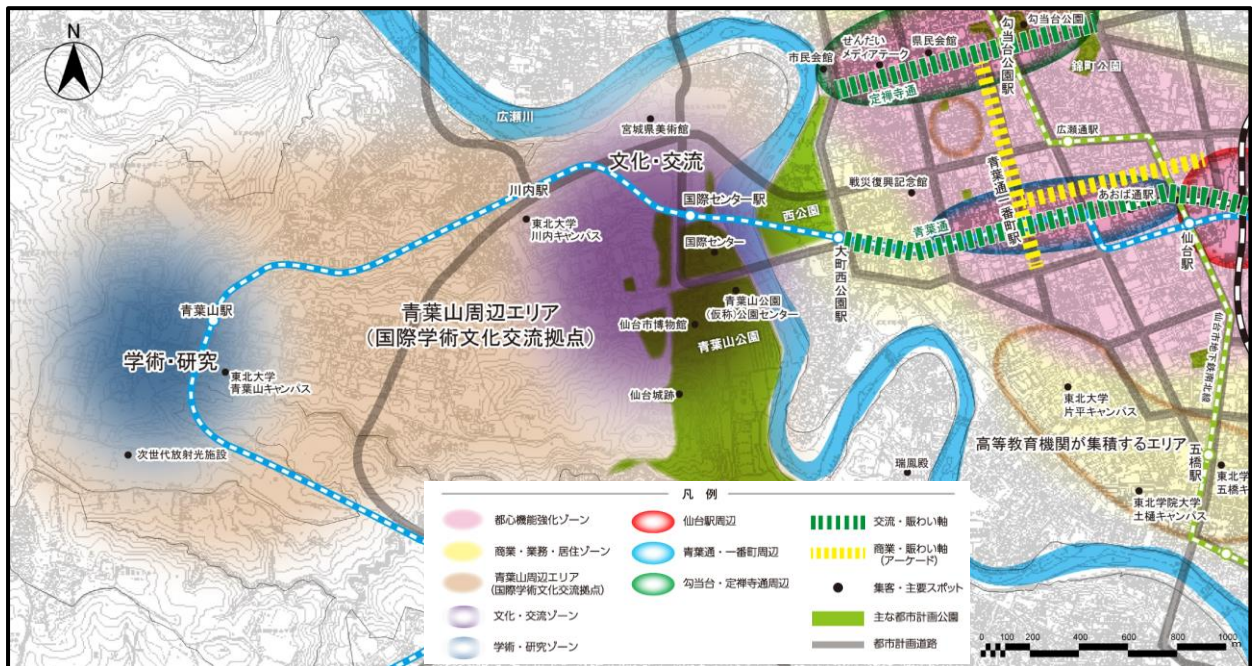 N
広瀬川
宮城県美術館
文化・交流
川内駅
東北大学
川内キャンパス
国際センター駅
国際センター
西公園
大町西公園駅
市民会館
せんだい
メディアテーク
県民会館
定禅寺通
勾当台公園
勾当台公園駅
錦町公園
広瀬通駅
戦災復興記念館
青葉通一番町駅
青葉通
あおば通駅
仙台駅
仙台市地下鉄南北線
青葉山駅
学術・研究
東北大学
青葉山キャンパス
次世代放射光施設
青葉山周辺エリア
(国際学術文化交流拠点)
青葉山公園
(仮称)公園センター
仙台市博物館
青葉山公園
仙台城跡
瑞鳳殿
東北大学
片平キャンパス
高等教育機関が集積するエリア
五橋駅
東北学
五橋キ
東北学院大学
土樋キャンパス
凡 例
都心機能強化ゾーン
商業・業務・居住ゾーン
青葉山周辺エリア
(国際学術文化交流拠点)
文化・交流ゾーン
学術・研究ゾーン
仙台駅周辺
青葉通・一番町周辺
勾当台・定禅寺通周辺
交流・賑わい軸
商業・賑わい軸
(アーケード)
集客・主要スポット
主な都市計画公園
都市計画道路
0 100 200 400 600 800 1000
m